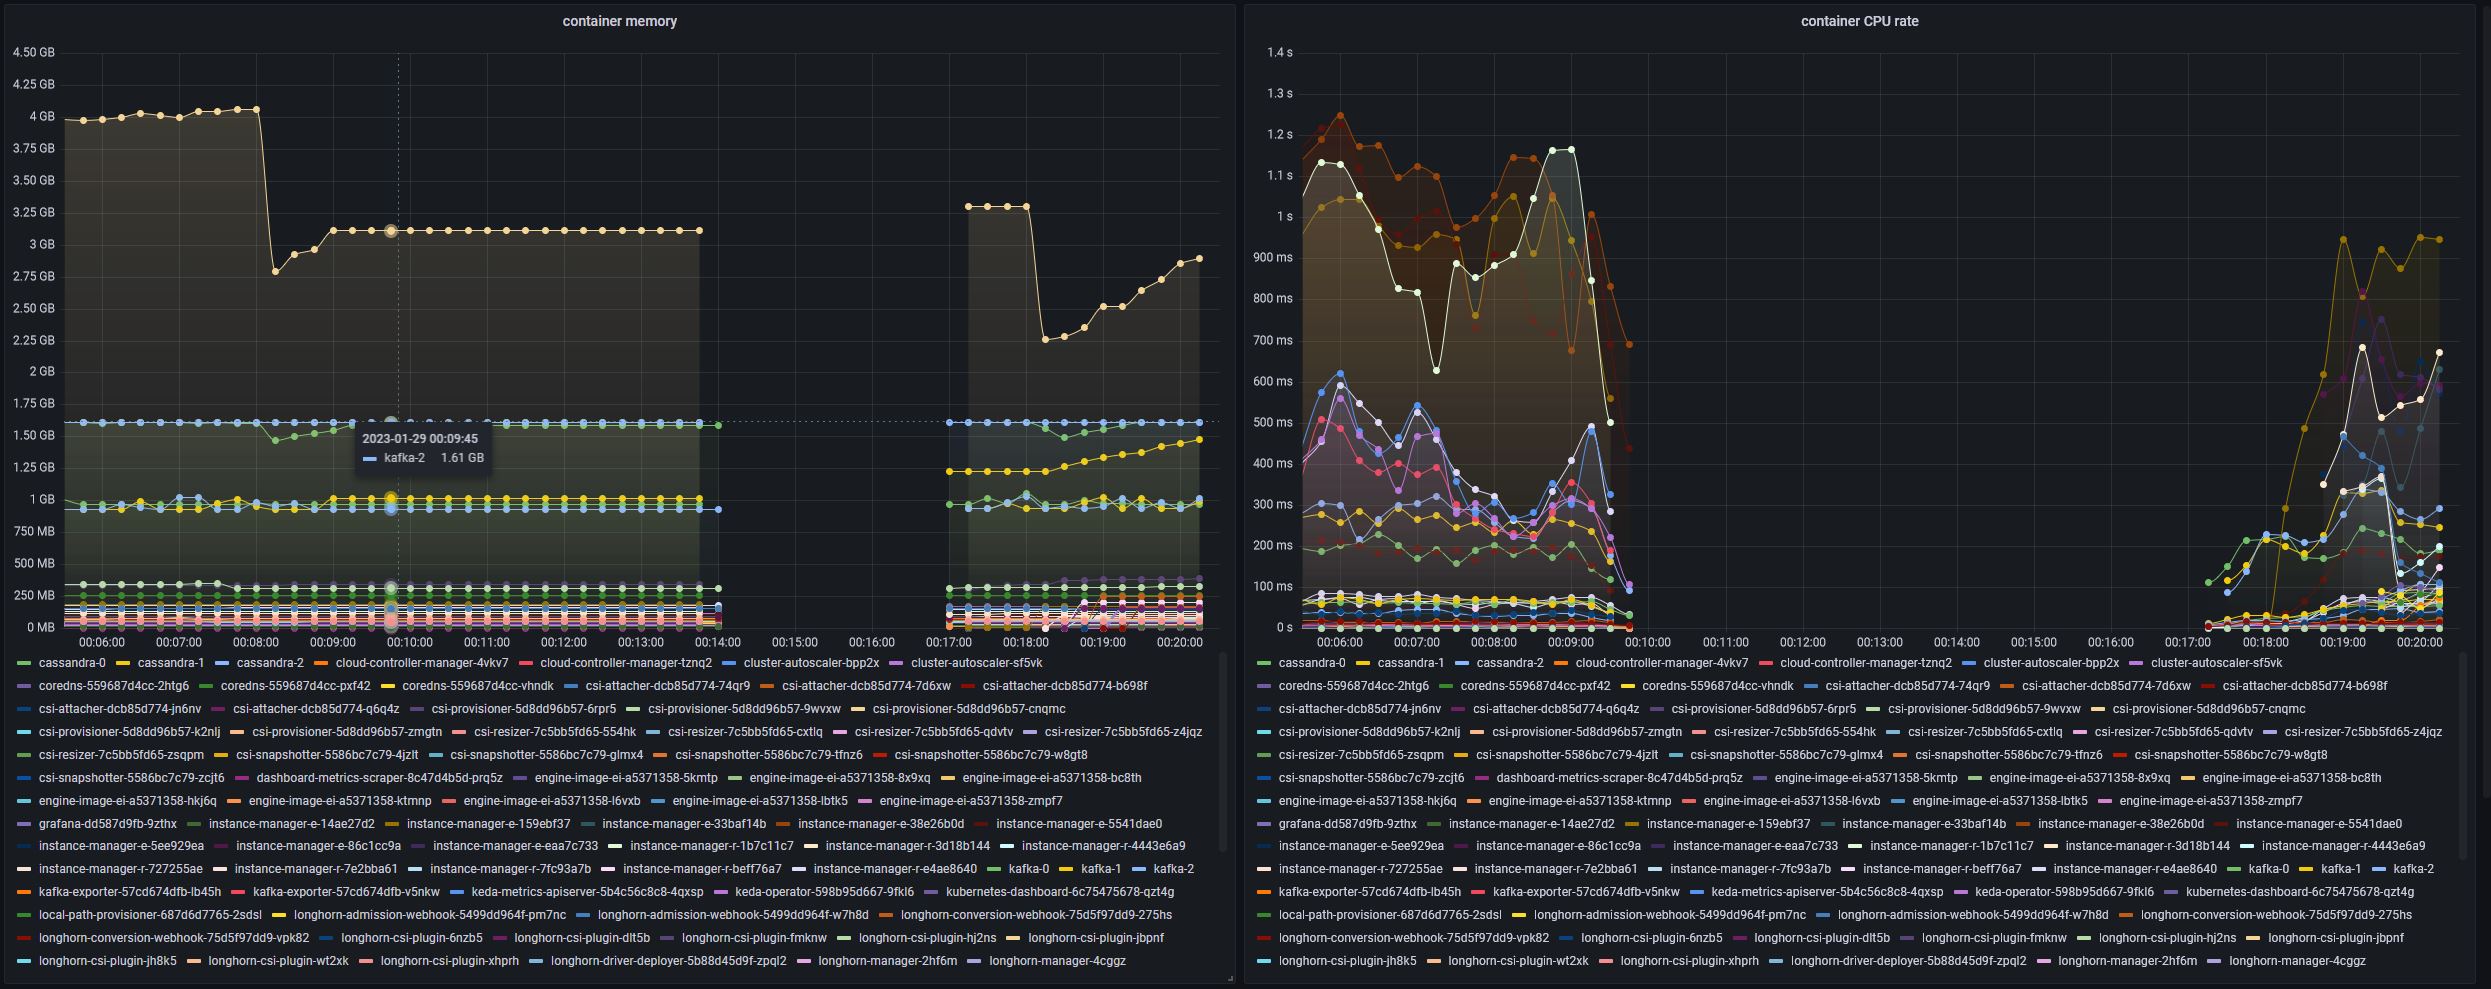 container memory
4.50 GB
4.25 GB
4 GB
3.75 GB
3.50 GB
3.25 GB
3 GB
2.75 GB
2.50 GB
2.25 GB
2 GB
1.75 GB
1.50 GB
1.25 GB
1 GB
750 MB
500 MB
250 MB
0 MB
2023-01-29 00:09:45
kafka-2 1.61 GB
00:06:00 00:07:00 00:08:00 00:09:00 00:10:00 00:11:00 00:12:00 00:13:00 00:14:00 00:15:00 00:16:00 00:17:00 00:18:00 00:19:00 00:20:00
cassandra-0 cassandra-1 cassandra-2 cloud-controller-manager-4vkv7 cloud-controller-manager-tznq2 cluster-autoscaler-bpp2x cluster-autoscaler-sf5vk
coredns-559687d4cc-2htg6 coredns-559687d4cc-pxf42 coredns-559687d4cc-vhndk csi-attacher-dcb85d774-74qr9 csi-attacher-dcb85d774-7d6xw csi-attacher-dcb85d774-b698f
csi-attacher-dcb85d774-jn6nv csi-attacher-dcb85d774-q6q4z csi-provisioner-5d8dd96b57-6rpr5 csi-provisioner-5d8dd96b57-9wvxw csi-provisioner-5d8dd96b57-cnqmc
csi-provisioner-5d8dd96b57-k2nlj csi-provisioner-5d8dd96b57-zmgtn csi-resizer-7c5bb5fd65-554hk csi-resizer-7c5bb5fd65-cxtlq csi-resizer-7c5bb5fd65-qdvtv csi-resizer-7c5bb5fd65-z4jqz
csi-resizer-7c5bb5fd65-zsqpm csi-snapshotter-5586bc7c79-4jzlt csi-snapshotter-5586bc7c79-glmx4 csi-snapshotter-5586bc7c79-tfnz6 csi-snapshotter-5586bc7c79-w8gt8
csi-snapshotter-5586bc7c79-zcjt6 dashboard-metrics-scraper-8c47d4b5d-prq5z engine-image-ei-a5371358-5kmtp engine-image-ei-a5371358-8x9xq engine-image-ei-a5371358-bc8th
engine-image-ei-a5371358-hkj6q engine-image-ei-a5371358-ktmnp engine-image-ei-a5371358-l6vxb engine-image-ei-a5371358-lbtk5 engine-image-ei-a5371358-zmpf7
grafana-dd587d9fb-9zthx instance-manager-e-14ae27d2 instance-manager-e-159ebf37 instance-manager-e-33baf14b instance-manager-e-38e26b0d instance-manager-e-5541dae0
instance-manager-e-5ee929ea instance-manager-e-86c1cc9a instance-manager-e-eaa7c733 instance-manager-r-1b7c11c7 instance-manager-r-3d18b144 instance-manager-r-4443e6a9
instance-manager-r-727255ae instance-manager-r-7e2bba61 instance-manager-r-7fc93a7b instance-manager-r-beff76a7 instance-manager-r-e4ae8640 kafka-0 kafka-1 kafka-2
kafka-exporter-57cd674dfb-lb45h kafka-exporter-57cd674dfb-v5nkw keda-metrics-apiserver-5b4c56c8c8-4qxsp keda-operator-598b95d667-9fkl6 kubernetes-dashboard-6c75475678-qzt4g
local-path-provisioner-687d6d7765-2sdsl longhorn-admission-webhook-5499dd964f-pm7nc longhorn-admission-webhook-5499dd964f-w7h8d longhorn-conversion-webhook-75d5f97dd9-275hs
longhorn-conversion-webhook-75d5f97dd9-vpk82 longhorn-csi-plugin-6nzb5 longhorn-csi-plugin-dlt5b longhorn-csi-plugin-fmknw longhorn-csi-plugin-hj2ns longhorn-csi-plugin-jbpnf
longhorn-csi-plugin-jh8k5 longhorn-csi-plugin-wt2xk longhorn-csi-plugin-xhprh longhorn-driver-deployer-5b88d45d9f-zpql2 longhorn-manager-2hf6m longhorn-manager-4cggz
container CPU rate
1.4 s
1.3 s
1.2 s
1.1 s
1 s
900 ms
800 ms
700 ms
600 ms
500 ms
400 ms
300 ms
200 ms
100 ms
0 s
00:06:00 00:07:00 00:08:00 00:09:00 00:10:00 00:11:00 00:12:00 00:13:00 00:14:00 00:15:00 00:16:00 00:17:00 00:18:00 00:19:00 00:20:00
cassandra-0 cassandra-1 cassandra-2 cloud-controller-manager-4vkv7 cloud-controller-manager-tznq2 cluster-autoscaler-bpp2x cluster-autoscaler-sf5vk
coredns-559687d4cc-2htg6 coredns-559687d4cc-pxf42 coredns-559687d4cc-vhndk csi-attacher-dcb85d774-74qr9 csi-attacher-dcb85d774-7d6xw csi-attacher-dcb85d774-b698f
csi-attacher-dcb85d774-jn6nv csi-attacher-dcb85d774-q6q4z csi-provisioner-5d8dd96b57-6rpr5 csi-provisioner-5d8dd96b57-9wvxw csi-provisioner-5d8dd96b57-cnqmc
csi-provisioner-5d8dd96b57-k2nlj csi-provisioner-5d8dd96b57-zmgtn csi-resizer-7c5bb5fd65-554hk csi-resizer-7c5bb5fd65-cxtlq csi-resizer-7c5bb5fd65-qdvtv csi-resizer-7c5bb5fd65-z4jqz
csi-resizer-7c5bb5fd65-zsqpm csi-snapshotter-5586bc7c79-4jzlt csi-snapshotter-5586bc7c79-glmx4 csi-snapshotter-5586bc7c79-tfnz6 csi-snapshotter-5586bc7c79-w8gt8
csi-snapshotter-5586bc7c79-zcjt6 dashboard-metrics-scraper-8c47d4b5d-prq5z engine-image-ei-a5371358-5kmtp engine-image-ei-a5371358-8x9xq engine-image-ei-a5371358-bc8th
engine-image-ei-a5371358-hkj6q engine-image-ei-a5371358-ktmnp engine-image-ei-a5371358-l6vxb engine-image-ei-a5371358-lbtk5 engine-image-ei-a5371358-zmpf7
grafana-dd587d9fb-9zthx instance-manager-e-14ae27d2 instance-manager-e-159ebf37 instance-manager-e-33baf14b instance-manager-e-38e26b0d instance-manager-e-5541dae0
instance-manager-e-5ee929ea instance-manager-e-86c1cc9a instance-manager-e-eaa7c733 instance-manager-r-1b7c11c7 instance-manager-r-3d18b144 instance-manager-r-4443e6a9
instance-manager-r-727255ae instance-manager-r-7e2bba61 instance-manager-r-7fc93a7b instance-manager-r-beff76a7 instance-manager-r-e4ae8640 kafka-0 kafka-1 kafka-2
kafka-exporter-57cd674dfb-lb45h kafka-exporter-57cd674dfb-v5nkw keda-metrics-apiserver-5b4c56c8c8-4qxsp keda-operator-598b95d667-9fkl6 kubernetes-dashboard-6c75475678-qzt4g
local-path-provisioner-687d6d7765-2sdsl longhorn-admission-webhook-5499dd964f-pm7nc longhorn-admission-webhook-5499dd964f-w7h8d longhorn-conversion-webhook-75d5f97dd9-275hs
longhorn-conversion-webhook-75d5f97dd9-vpk82 longhorn-csi-plugin-6nzb5 longhorn-csi-plugin-dlt5b longhorn-csi-plugin-fmknw longhorn-csi-plugin-hj2ns longhorn-csi-plugin-jbpnf
longhorn-csi-plugin-jh8k5 longhorn-csi-plugin-wt2xk longhorn-csi-plugin-xhprh longhorn-driver-deployer-5b88d45d9f-zpql2 longhorn-manager-2hf6m longhorn-manager-4cggz